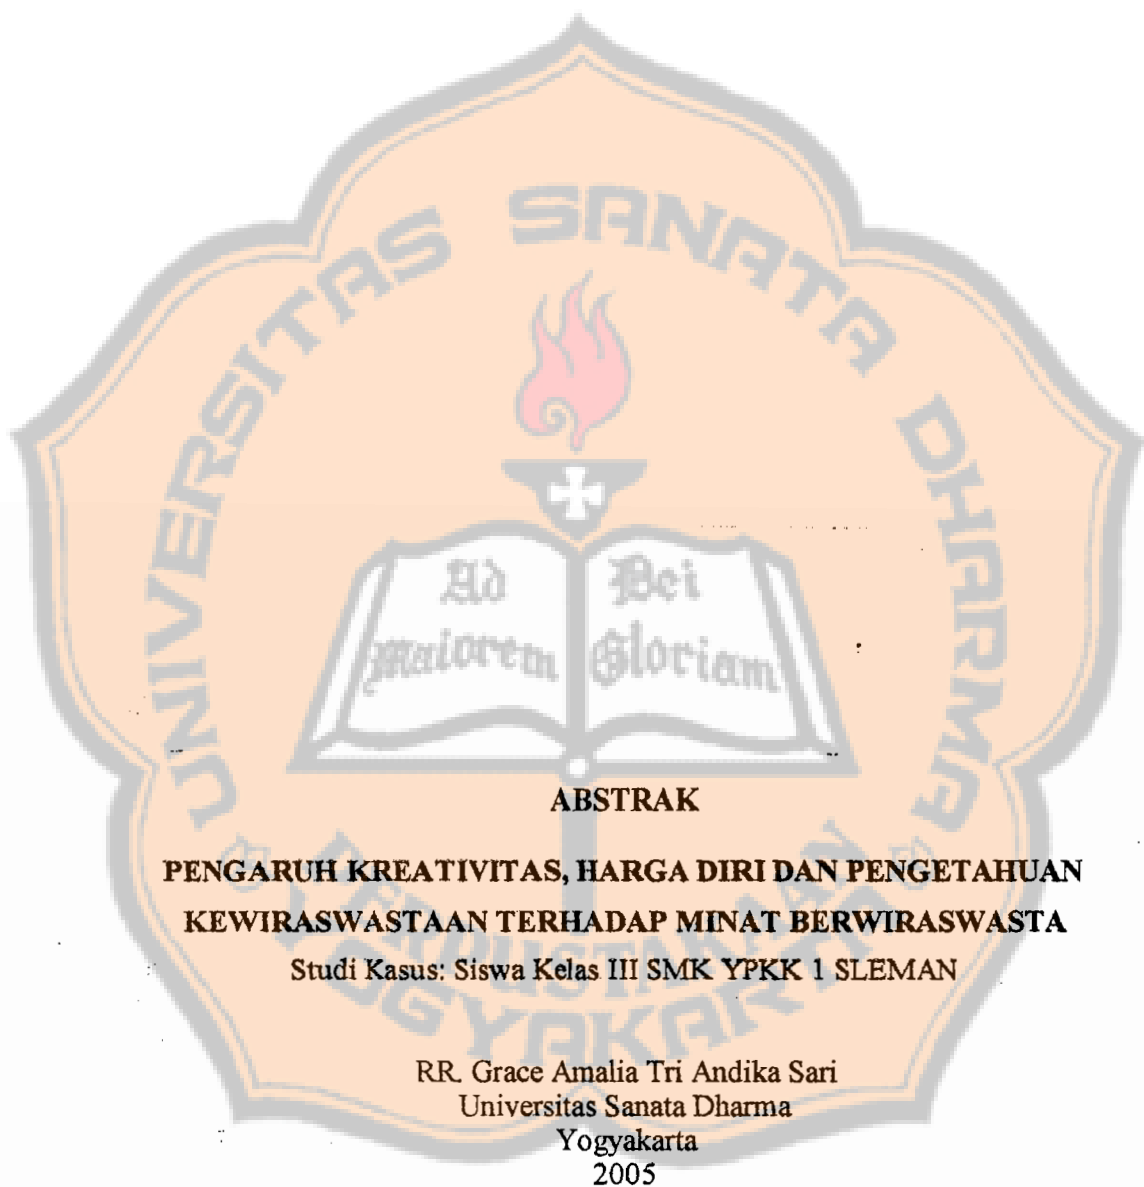 UNIVERSITAS SANATA DHARMA
Ad Dei
Maiorem Gloriam
ABSTRAK
PENGARUH KREATIVITAS, HARGA DIRI DAN PENGETAHUAN
KEWIRASWASTAAN TERHADAP MINAT BERWIRASWASTA
Studi Kasus: Siswa Kelas III SMK YPKK 1 SLEMAN
PERPUSTAKAAN
YOGYAKARTA
RR. Grace Amalia Tri Andika Sari
Universitas Sanata Dharma
Yogyakarta
2005